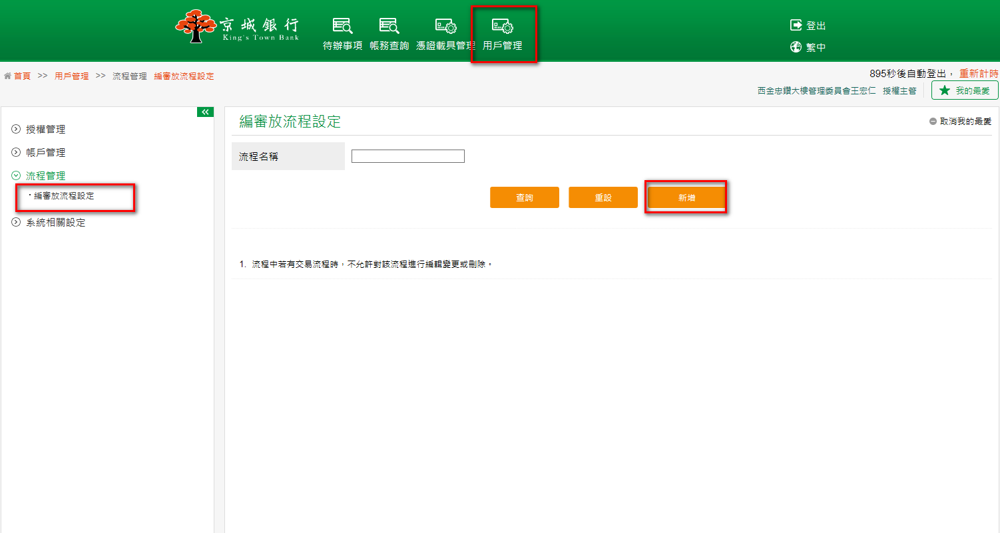 京城銀行
King's Town Bank
待辦事項 帳務查詢 憑證載具管理 用戶管理
登出
繁中
首頁 >> 用戶管理 >> 流程管理 編審放流程設定
895秒後自動登出， 重新計時
西金忠鑽大樓管理委員會王宏仁 授權主管
我的最愛
授權管理
帳戶管理
流程管理
·編審放流程設定
系統相關設定
編審放流程設定
取消我的最愛
流程名稱
查詢 重設 新增
1. 流程中若有交易流程時，不允許對該流程進行編輯變更或刪除。